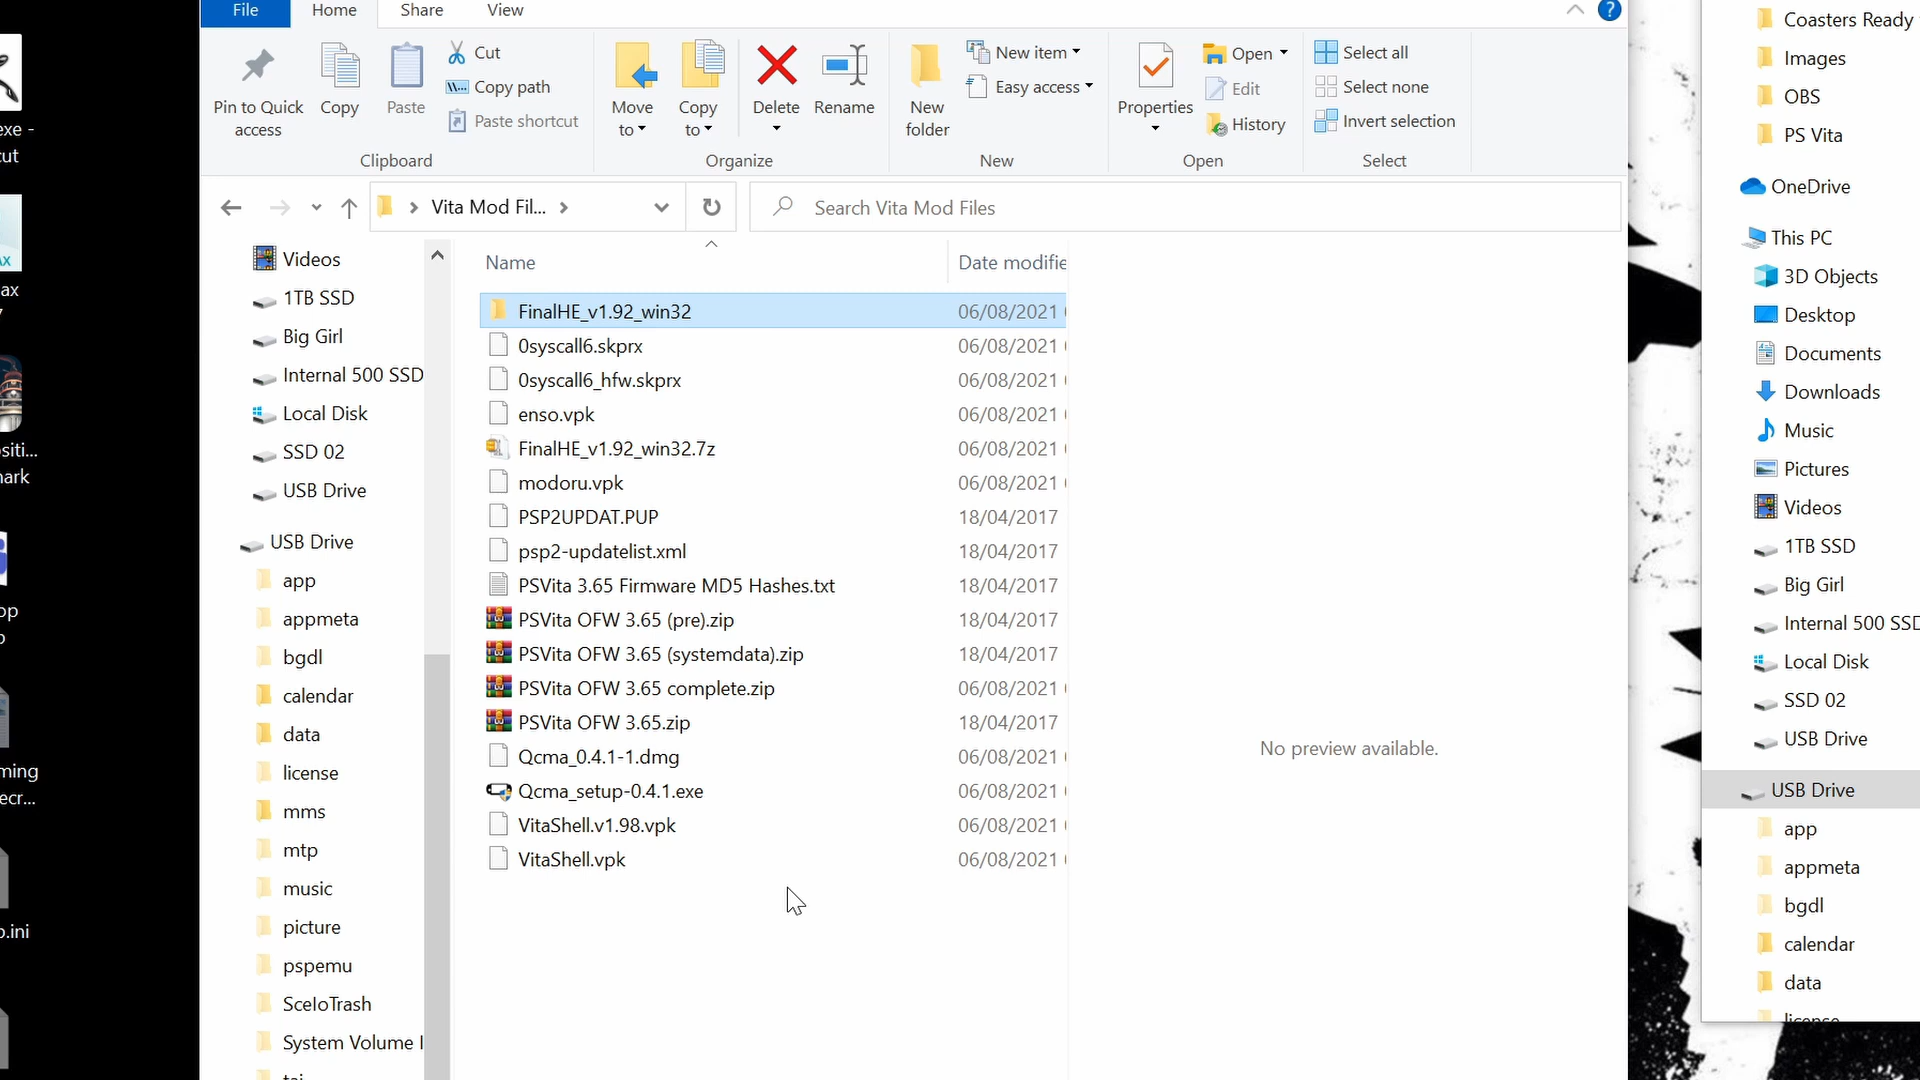 File Home Share View
Pin to Quick access
Copy
Paste
Cut
Copy path
Paste shortcut
Clipboard
Move to
Copy to
Delete
Rename
Organize
New folder
New item
Easy access
New
Properties
Open
Edit
History
Open
Select all
Select none
Invert selection
Select
Vita Mod Fil...
Search Vita Mod Files
Name Date modifie
FinalHE_v1.92_win32 06/08/2021
0syscall6.skprx 06/08/2021
0syscall6_hfw.skprx 06/08/2021
enso.vpk 06/08/2021
FinalHE_v1.92_win32.7z 06/08/2021
modoru.vpk 06/08/2021
PSP2UPDAT.PUP 18/04/2017
psp2-updatelist.xml 18/04/2017
PSVita 3.65 Firmware MD5 Hashes.txt 18/04/2017
PSVita OFW 3.65 (pre).zip 18/04/2017
PSVita OFW 3.65 (systemdata).zip 18/04/2017
PSVita OFW 3.65 complete.zip 06/08/2021
PSVita OFW 3.65.zip 18/04/2017
Qcma_0.4.1-1.dmg 06/08/2021
Qcma_setup-0.4.1.exe 06/08/2021
VitaShell.v1.98.vpk 06/08/2021
VitaShell.vpk 06/08/2021
No preview available.
Videos
1TB SSD
Big Girl
Internal 500 SSD
Local Disk
SSD 02
USB Drive
USB Drive
app
appmeta
bgdl
calendar
data
license
mms
mtp
music
picture
pspemu
SceIoTrash
System Volume I
Coasters Ready
Images
OBS
PS Vita
OneDrive
This PC
3D Objects
Desktop
Documents
Downloads
Music
Pictures
Videos
1TB SSD
Big Girl
Internal 500 SSD
Local Disk
SSD 02
USB Drive
USB Drive
app
appmeta
bgdl
calendar
data
license